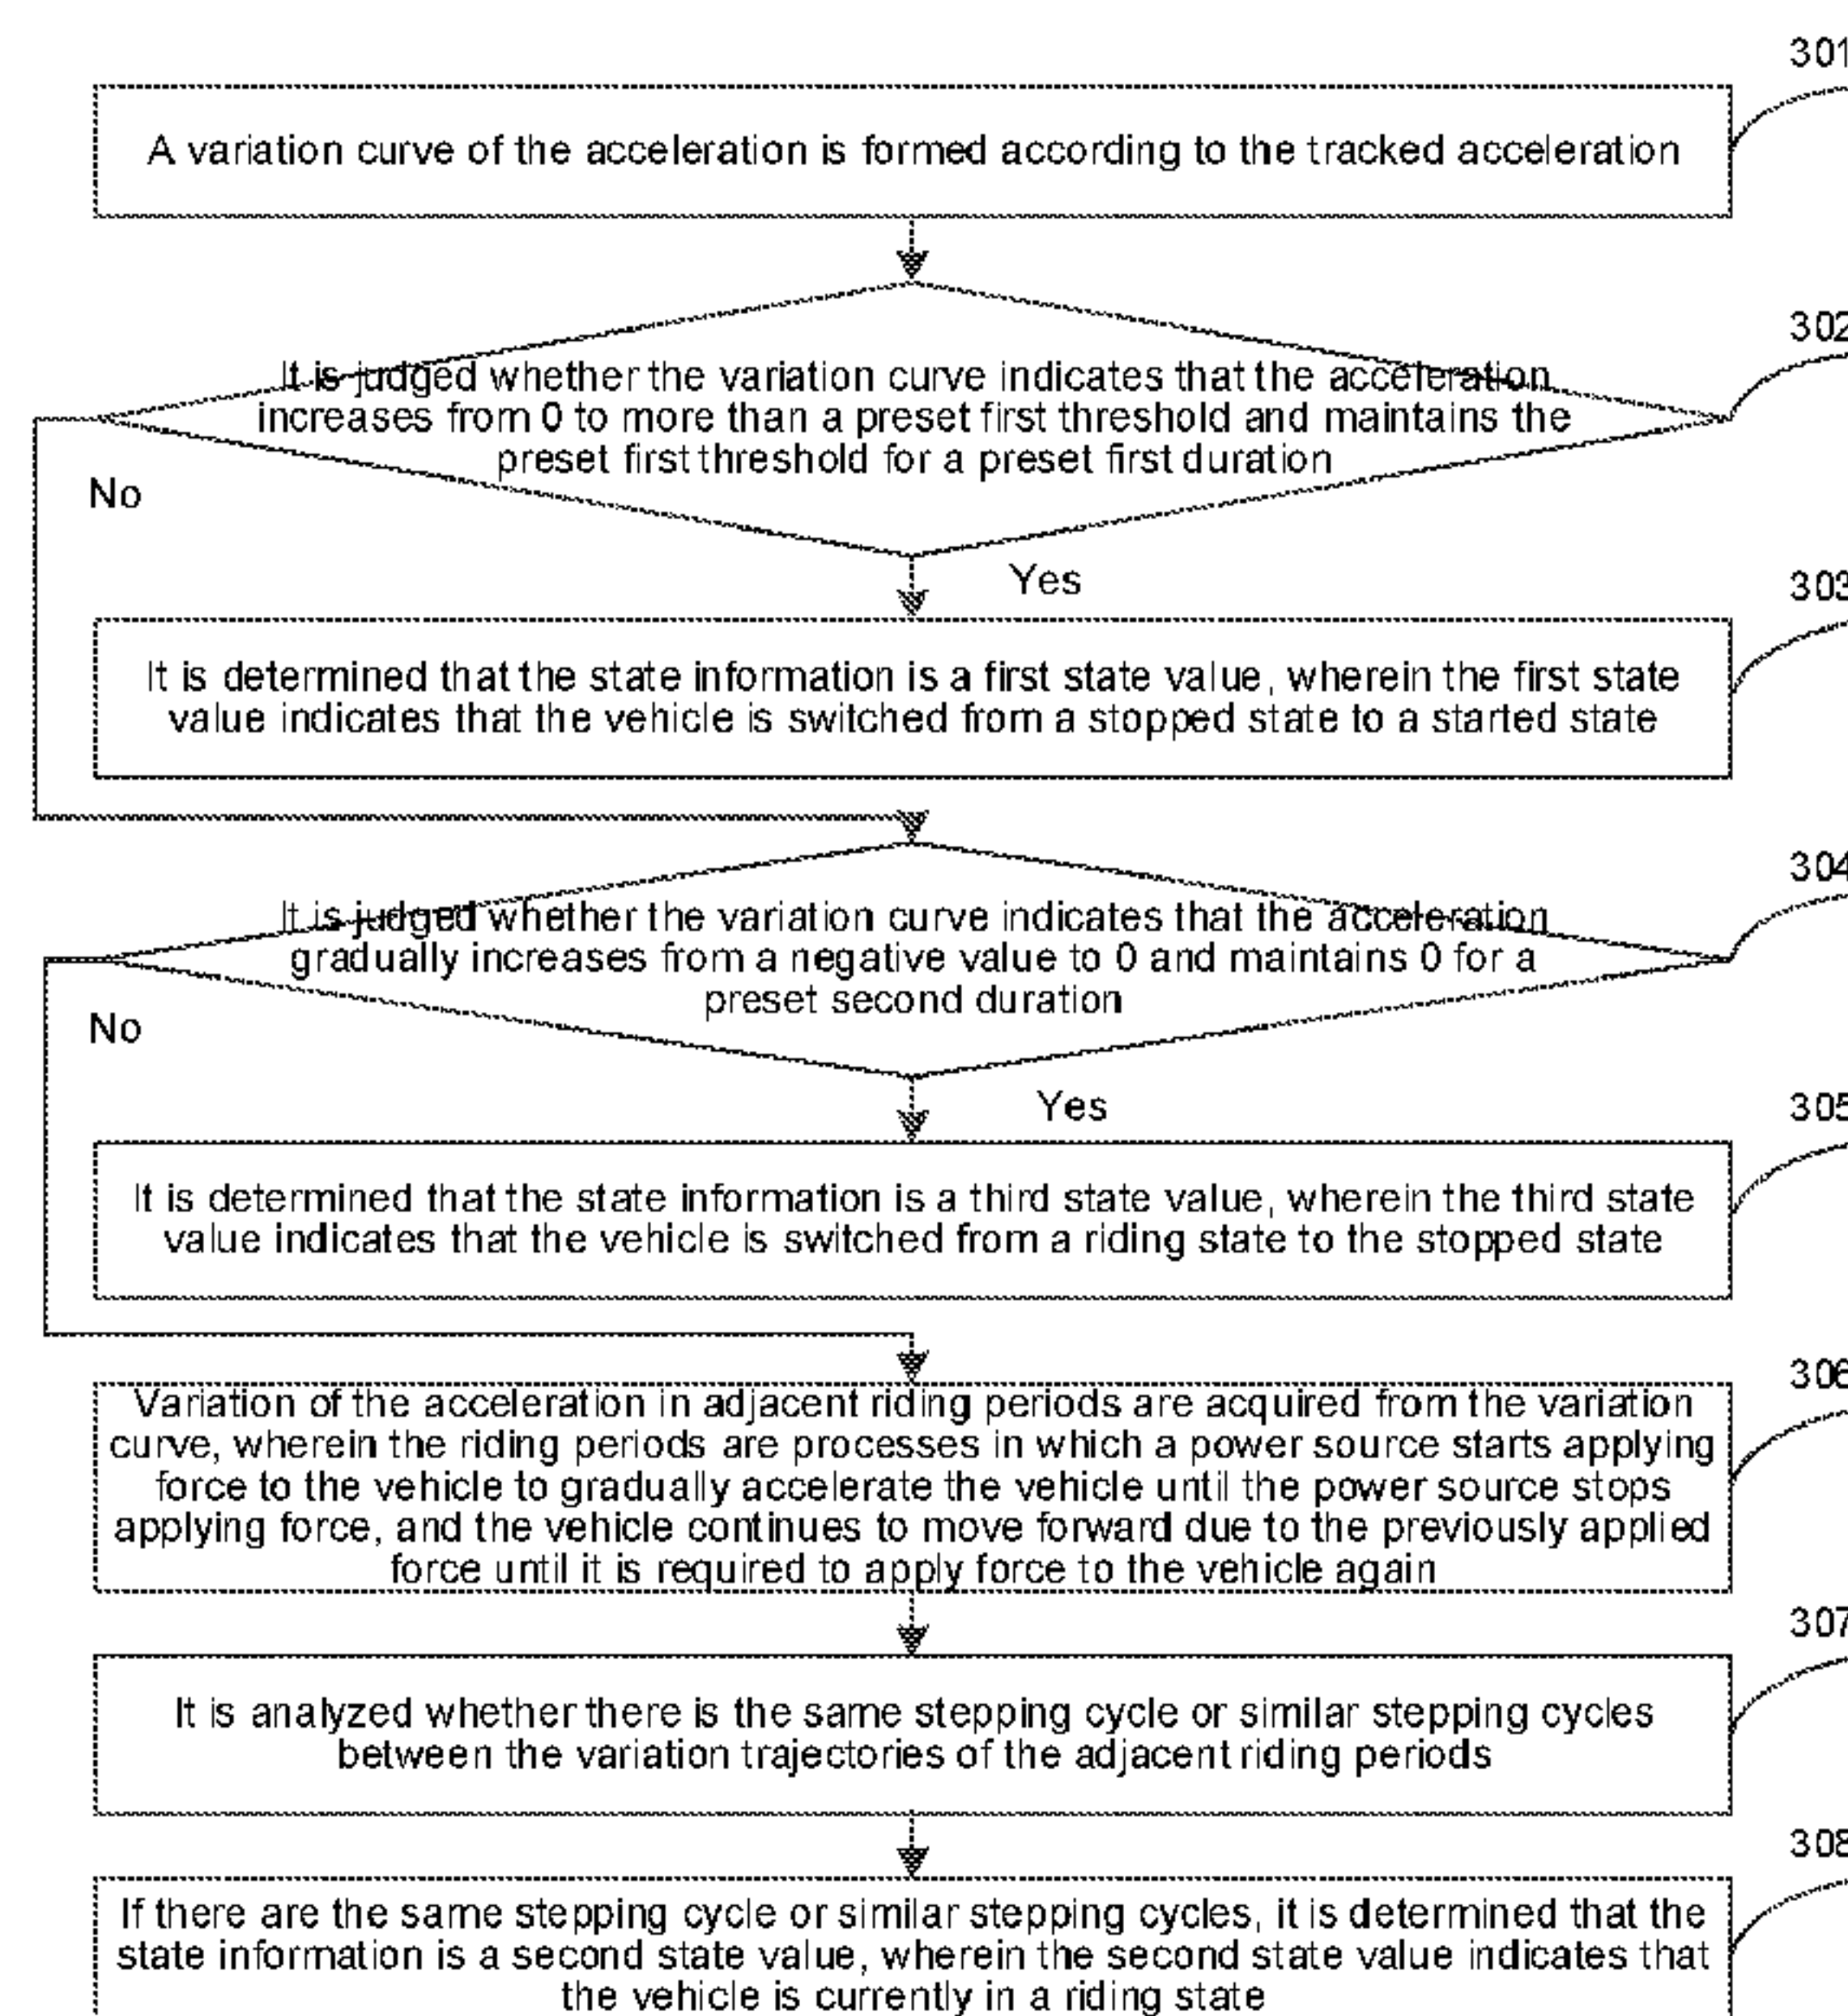 301
A variation curve of the acceleration is formed according to the tracked acceleration
302
It is judged whether the variation curve indicates that the acceleration
increases from 0 to more than a preset first threshold and maintains the
preset first threshold for a preset first duration
No
Yes
303
It is determined that the state information is a first state value, wherein the first state
value indicates that the vehicle is switched from a stopped state to a started state
304
It is judged whether the variation curve indicates that the acceleration
gradually increases from a negative value to 0 and maintains 0 for a
preset second duration
No
Yes
305
It is determined that the state information is a third state value, wherein the third state
value indicates that the vehicle is switched from a riding state to the stopped state
306
Variation of the acceleration in adjacent riding periods are acquired from the variation
curve, wherein the riding periods are processes in which a power source starts applying
force to the vehicle to gradually accelerate the vehicle until the power source stops
applying force, and the vehicle continues to move forward due to the previously applied
force until it is required to apply force to the vehicle again
307
It is analyzed whether there is the same stepping cycle or similar stepping cycles
between the variation trajectories of the adjacent riding periods
308
If there are the same stepping cycle or similar stepping cycles, it is determined that the
state information is a second state value, wherein the second state value indicates that
the vehicle is currently in a riding state